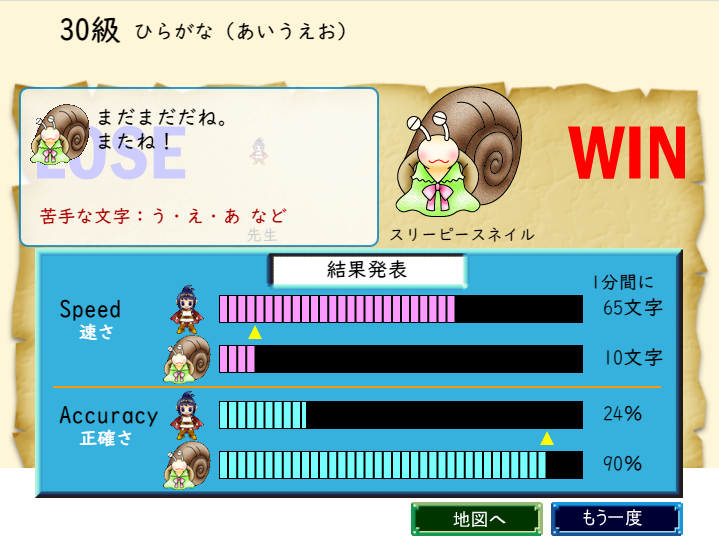 30級 ひらがな（あいうえお）
まだまだだね。
またね！
LOSE
WIN
苦手な文字：う・え・あ など
先生
スリーピースネイル
結果発表
1分間に
Speed
速さ
65文字
10文字
Accuracy
正確さ
24%
90%
地図へ
もう一度